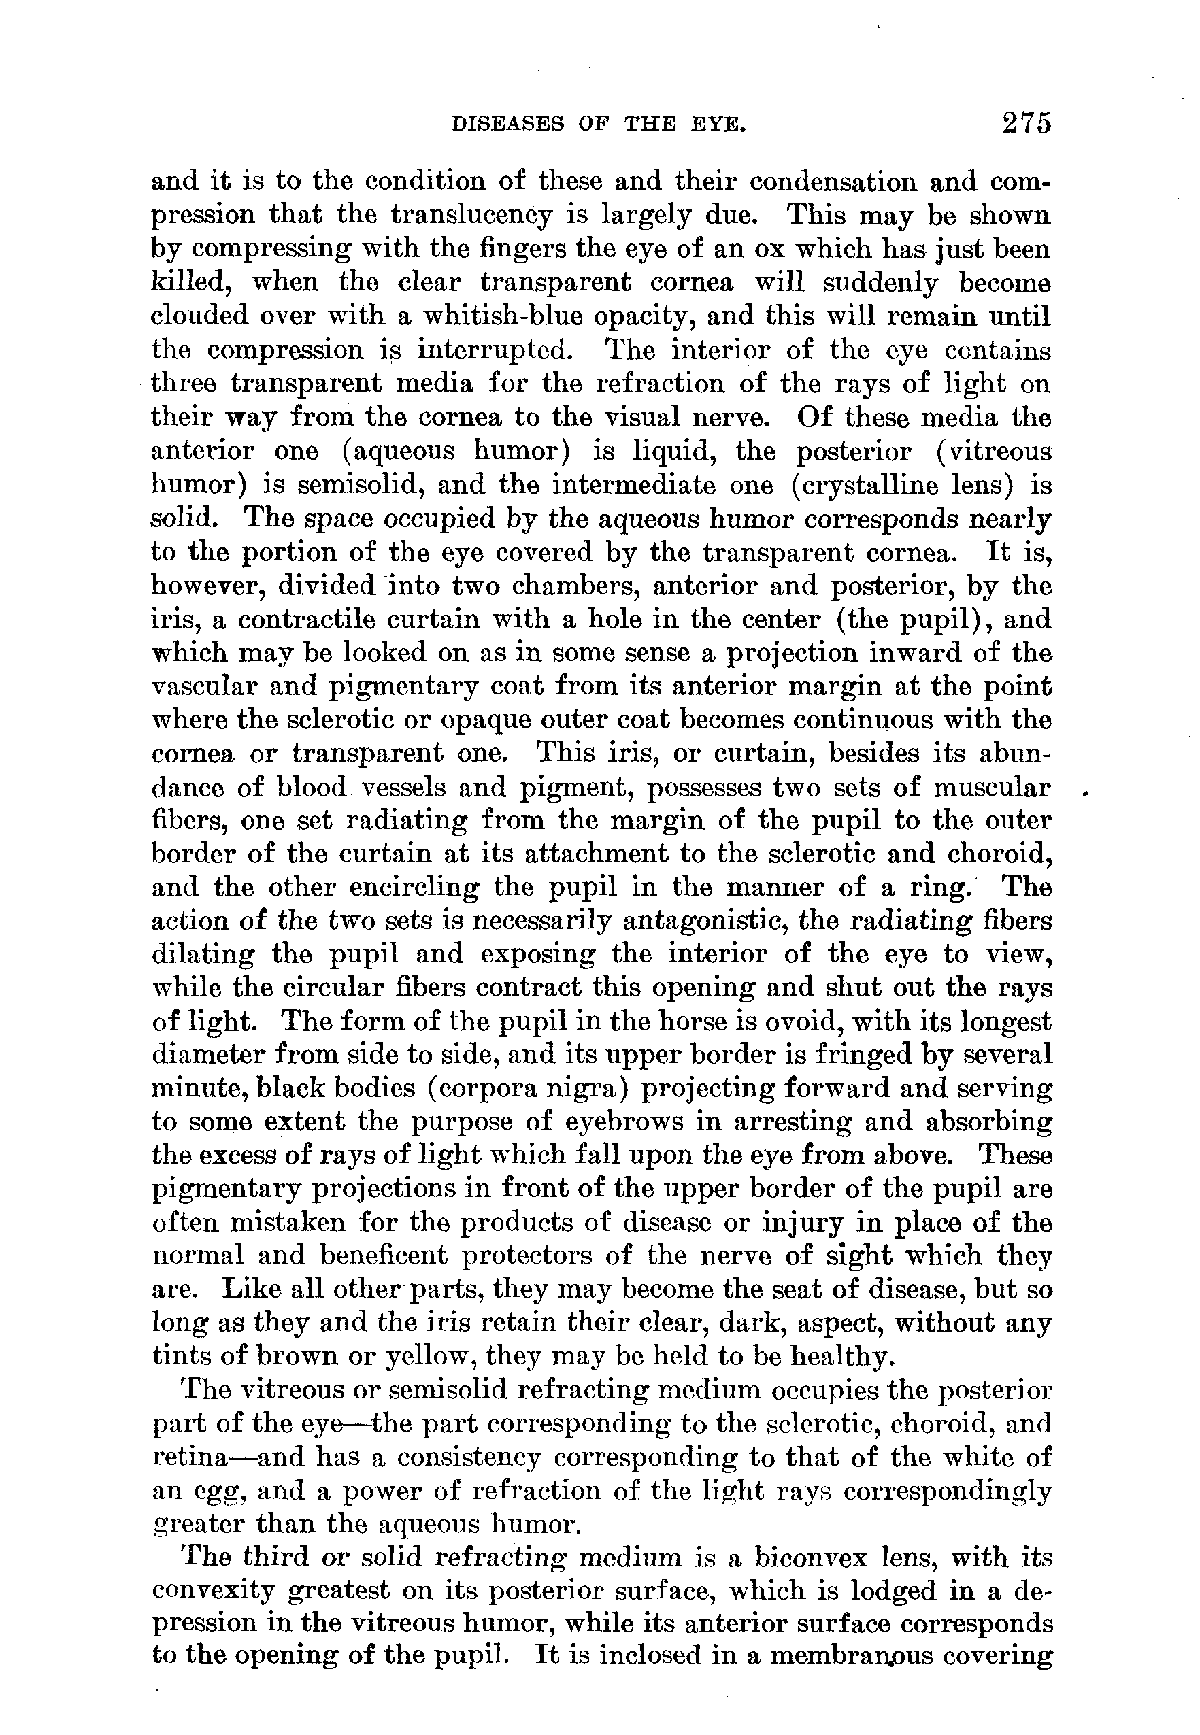 DISEASES OF THE EYE. 275
and it is to the condition of these and their condensation and com-
pression that the translucency is largely due. This may be shown
by compressing with the fingers the eye of an ox which has just been
killed, when the clear transparent cornea will suddenly become
clouded over with a whitish-blue opacity, and this will remain until
the compression is interrupted. The interior of the eye contains
three transparent media for the refraction of the rays of light on
their way from the cornea to the visual nerve. Of these media the
anterior one (aqueous humor) is liquid, the posterior (vitreous
humor) is semisolid, and the intermediate one (crystalline lens) is
solid. The space occupied by the aqueous humor corresponds nearly
to the portion of the eye covered by the transparent cornea. It is,
however, divided into two chambers, anterior and posterior, by the
iris, a contractile curtain with a hole in the center (the pupil), and
which may be looked on as in some sense a projection inward of the
vascular and pigmentary coat from its anterior margin at the point
where the sclerotic or opaque outer coat becomes continuous with the
cornea or transparent one. This iris, or curtain, besides its abun-
dance of blood vessels and pigment, possesses two sets of muscular
fibers, one set radiating from the margin of the pupil to the outer
border of the curtain at its attachment to the sclerotic and choroid,
and the other encircling the pupil in the manner of a ring. The
action of the two sets is necessarily antagonistic, the radiating fibers
dilating the pupil and exposing the interior of the eye to view,
while the circular fibers contract this opening and shut out the rays
of light. The form of the pupil in the horse is ovoid, with its longest
diameter from side to side, and its upper border is fringed by several
minute, black bodies (corpora nigra) projecting forward and serving
to some extent the purpose of eyebrows in arresting and absorbing
the excess of rays of light which fall upon the eye from above. These
pigmentary projections in front of the upper border of the pupil are
often mistaken for the products of disease or injury in place of the
normal and beneficent protectors of the nerve of sight which they
are. Like all other parts, they may become the seat of disease, but so
long as they and the iris retain their clear, dark, aspect, without any
tints of brown or yellow, they may be held to be healthy.
The vitreous or semisolid refracting medium occupies the posterior
part of the eye—the part corresponding to the sclerotic, choroid, and
retina—and has a consistency corresponding to that of the white of
an egg, and a power of refraction of the light rays correspondingly
greater than the aqueous humor.
The third or solid refracting medium is a biconvex lens, with its
convexity greatest on its posterior surface, which is lodged in a de-
pression in the vitreous humor, while its anterior surface corresponds
to the opening of the pupil. It is inclosed in a membranous covering